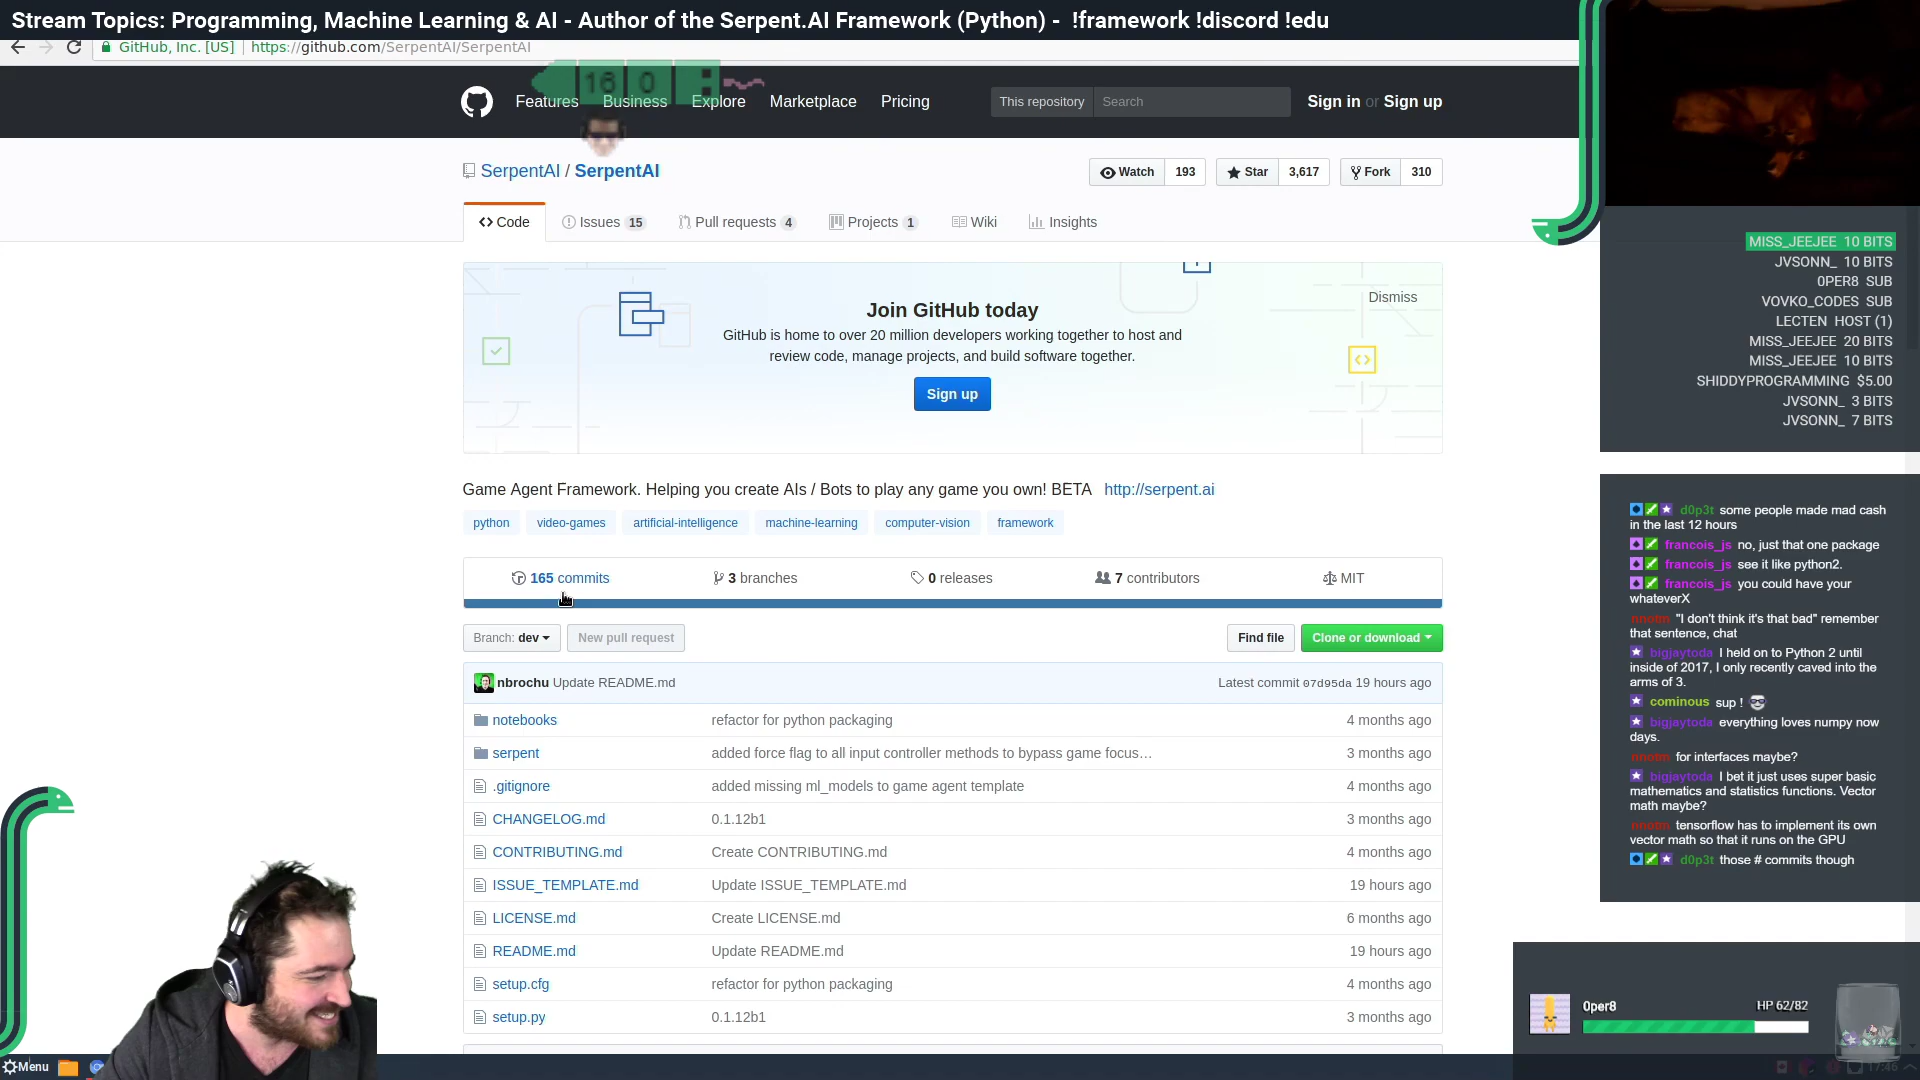 Stream Topics: Programming, Machine Learning & AI - Author of the Serpent.AI Framework (Python) -  !framework !discord !edu
GitHub, Inc. [US] https://github.com/SerpentAI/SerpentAI
16 0 :
Features Business Explore Marketplace Pricing This repository Search Sign in or Sign up
SerpentAI / SerpentAI
Watch 193 Star 3,617 Fork 310
Code Issues 15 Pull requests 4 Projects 1 Wiki Insights
Join GitHub today
Dismiss
GitHub is home to over 20 million developers working together to host and
review code, manage projects, and build software together.
Sign up
Game Agent Framework. Helping you create AIs / Bots to play any game you own! BETA http://serpent.ai
python video-games artificial-intelligence machine-learning computer-vision framework
165 commits 3 branches 0 releases 7 contributors MIT
Branch: dev New pull request Find file Clone or download
nbrochu Update README.md Latest commit 07d95da 19 hours ago
notebooks refactor for python packaging 4 months ago
serpent added force flag to all input controller methods to bypass game focus… 3 months ago
.gitignore added missing ml_models to game agent template 4 months ago
CHANGELOG.md 0.1.12b1 3 months ago
CONTRIBUTING.md Create CONTRIBUTING.md 4 months ago
ISSUE_TEMPLATE.md Update ISSUE_TEMPLATE.md 19 hours ago
LICENSE.md Create LICENSE.md 6 months ago
README.md Update README.md 19 hours ago
setup.cfg refactor for python packaging 4 months ago
setup.py 0.1.12b1 3 months ago
MISS_JEEJEE 10 BITS
JVSONN_ 10 BITS
0PER8 SUB
VOVKO_CODES SUB
LECTEN HOST (1)
MISS_JEEJEE 20 BITS
MISS_JEEJEE 10 BITS
SHIDDYPROGRAMMING $5.00
JVSONN_ 3 BITS
JVSONN_ 7 BITS
d0p3t some people made mad cash
in the last 12 hours
francois_js no, just that one package
francois_js see it like python2.
francois_js you could have your
whateverX
nnotm "I don't think it's that bad" remember
that sentence, chat
bigjaytoda I held on to Python 2 until
inside of 2017, I only recently caved into the
arms of 3.
cominous sup !
bigjaytoda everything loves numpy now
days.
nnotm for interfaces maybe?
bigjaytoda I bet it just uses super basic
mathematics and statistics functions. Vector
math maybe?
nnotm tensorflow has to implement its own
vector math so that it runs on the GPU
d0p3t those # commits though
0per8 HP 62/82
Menu
17:46